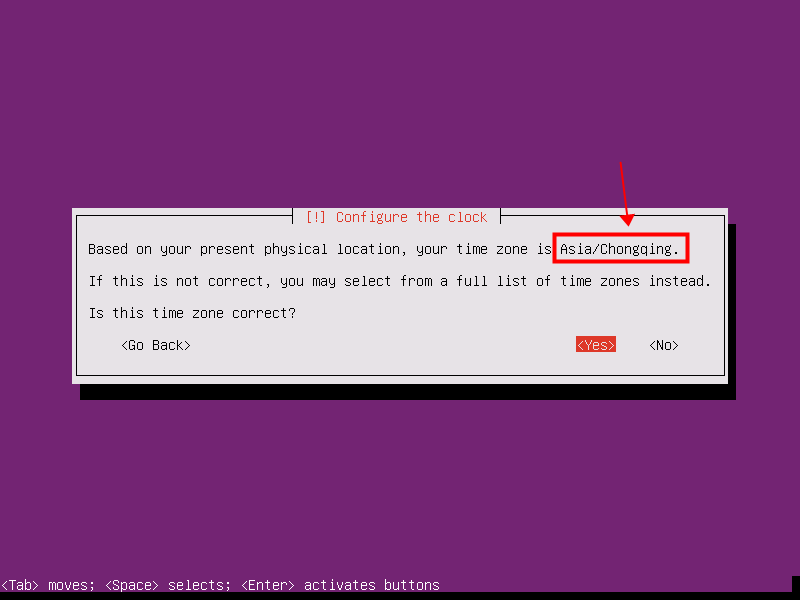 [!] Configure the clock
Based on your present physical location, your time zone is Asia/Chongqing.
If this is not correct, you may select from a full list of time zones instead.
Is this time zone correct?
<Go Back> <Yes> <No>
<Tab> moves; <Space> selects; <Enter> activates buttons